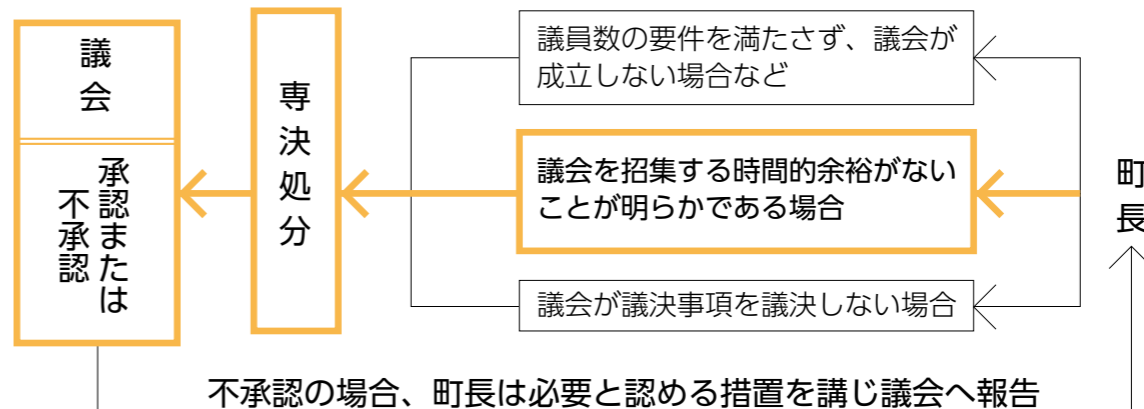 町長
議員数の要件を満たさず、議会が
成立しない場合など
議会を招集する時間的余裕がない
ことが明らかである場合
議会が議決事項を議決しない場合
専決処分
議会
承認または
不承認
不承認の場合、町長は必要と認める措置を講じ議会へ報告